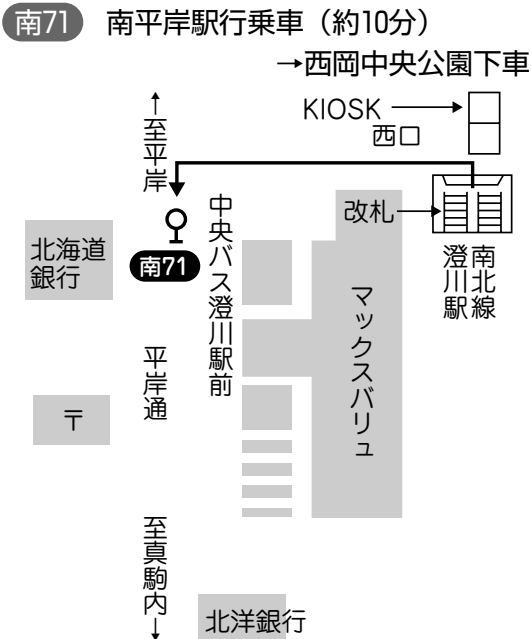 南71 南平岸駅行乗車（約10分）
→西岡中央公園下車
KIOSK
西口
↑至平岸
改札
南北線
澄川駅
中央バス澄川駅前
北海道
銀行
南71
マックスバリュ
平岸通
〒
至真駒内↓
北洋銀行